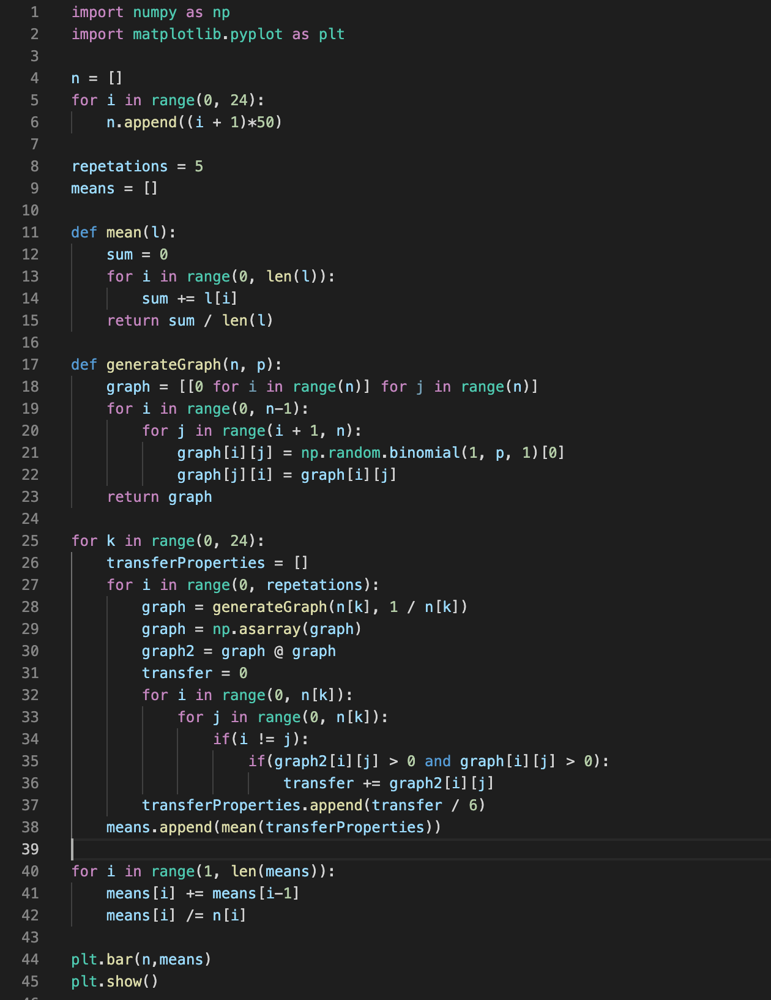 1 import numpy as np
2 import matplotlib.pyplot as plt
3
4 n = []
5 for i in range(0, 24):
6     n.append((i + 1)*50)
7
8 repetations = 5
9 means = []
10
11 def mean(l):
12     sum = 0
13     for i in range(0, len(l)):
14         sum += l[i]
15     return sum / len(l)
16
17 def generateGraph(n, p):
18     graph = [[0 for i in range(n)] for j in range(n)]
19     for i in range(0, n-1):
20         for j in range(i + 1, n):
21             graph[i][j] = np.random.binomial(1, p, 1)[0]
22             graph[j][i] = graph[i][j]
23     return graph
24
25 for k in range(0, 24):
26     transferProperties = []
27     for i in range(0, repetations):
28         graph = generateGraph(n[k], 1 / n[k])
29         graph = np.asarray(graph)
30         graph2 = graph @ graph
31         transfer = 0
32         for i in range(0, n[k]):
33             for j in range(0, n[k]):
34                 if(i != j):
35                     if(graph2[i][j] > 0 and graph[i][j] > 0):
36                         transfer += graph2[i][j]
37         transferProperties.append(transfer / 6)
38     means.append(mean(transferProperties))
39
40 for i in range(1, len(means)):
41     means[i] += means[i-1]
42     means[i] /= n[i]
43
44 plt.bar(n,means)
45 plt.show()